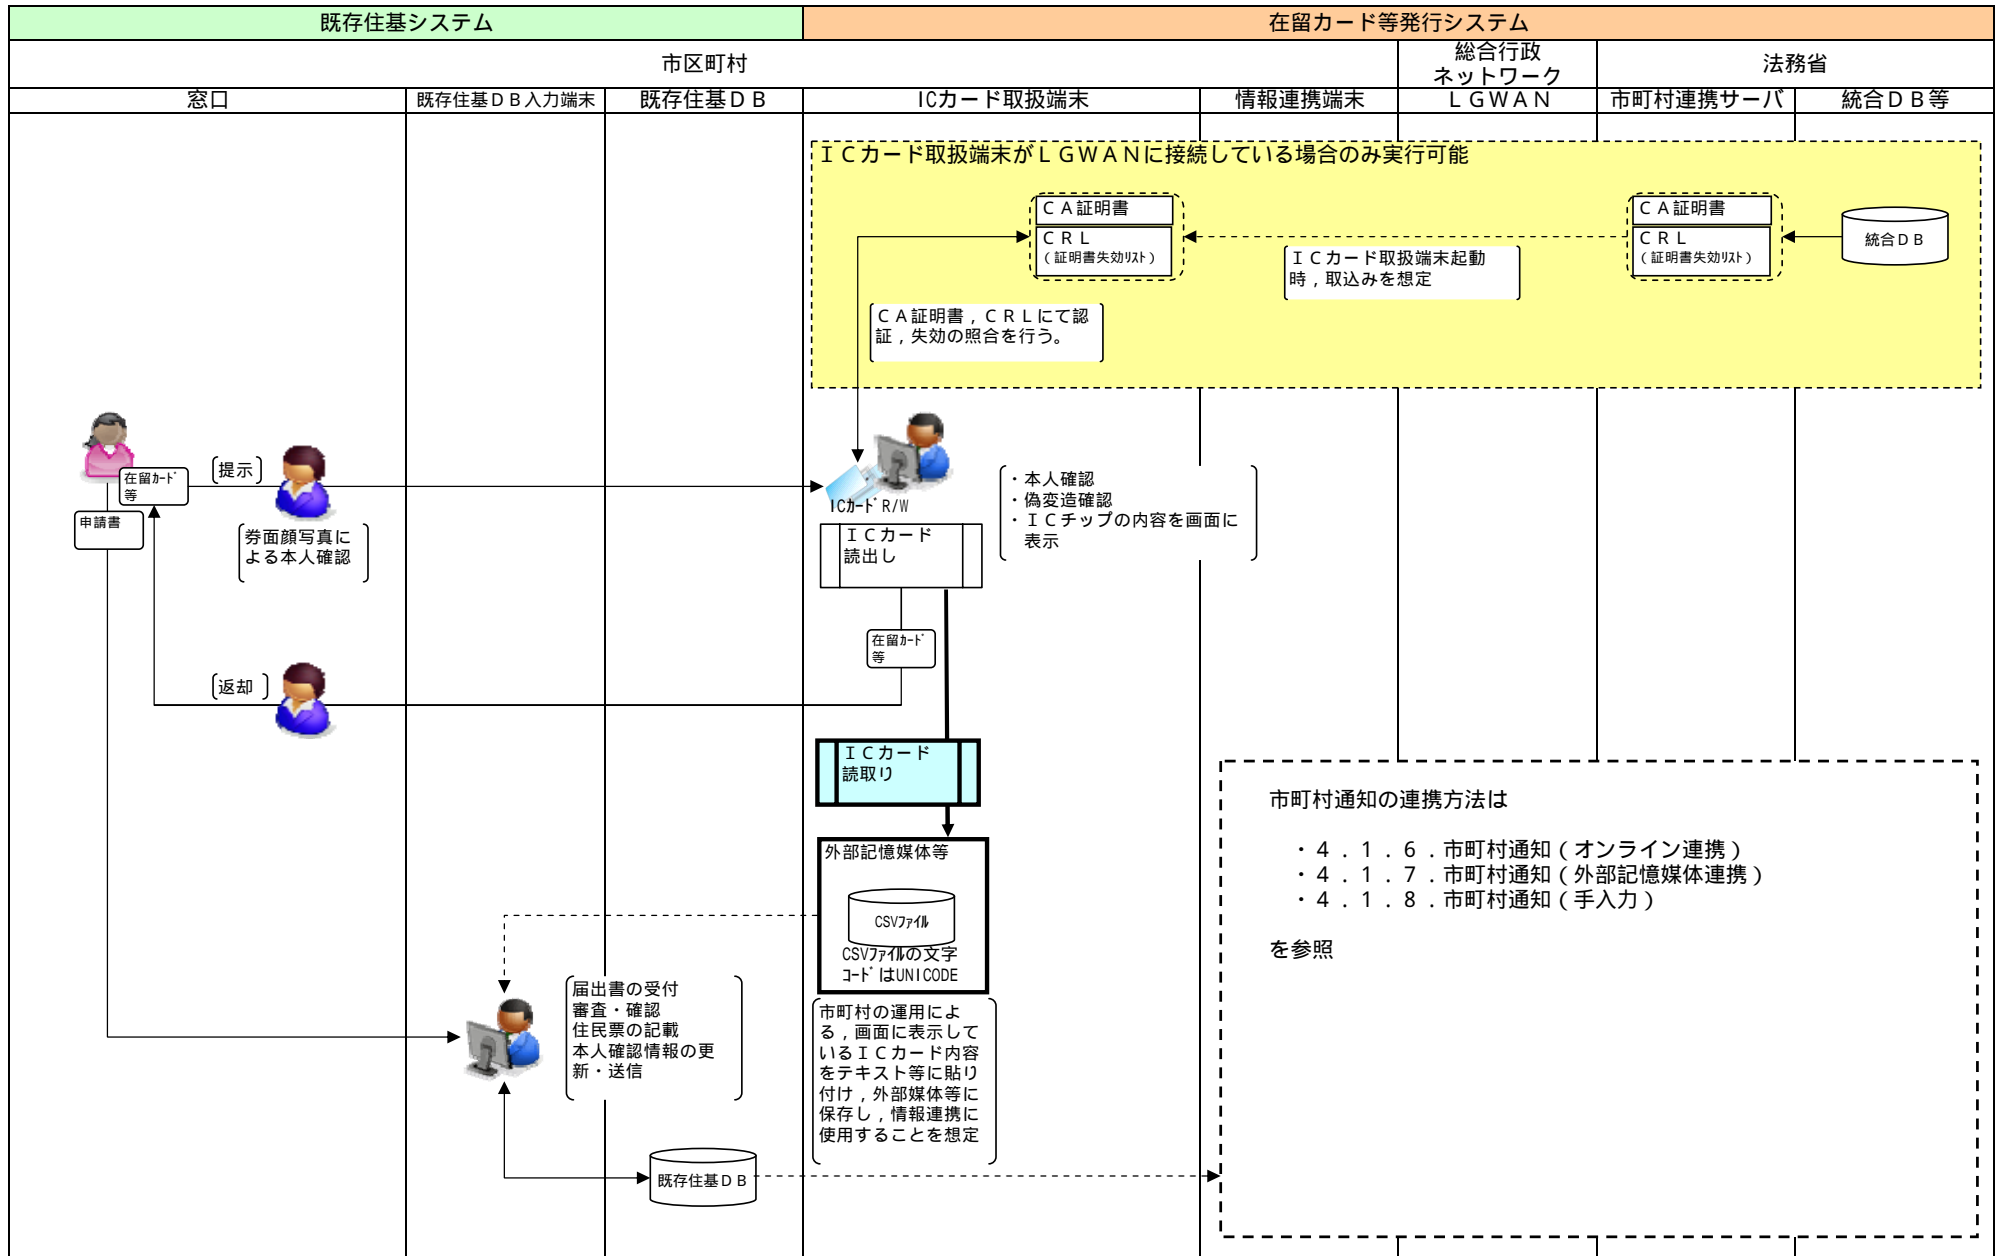 既存住基システム
在留カード等発行システム
市区町村
総合行政
ネットワーク
法務省
窓口
既存住基ＤＢ入力端末
既存住基ＤＢ
ICカード取扱端末
情報連携端末
ＬＧＷＡＮ
市町村連携サーバ
統合ＤＢ等
ＩＣカード取扱端末がＬＧＷＡＮに接続している場合のみ実行可能
ＣＡ証明書
ＣＲＬ
（証明書失効ﾘｽﾄ）
ＣＡ証明書
ＣＲＬ
（証明書失効ﾘｽﾄ）
統合ＤＢ
ＩＣカード取扱端末起動
時，取込みを想定
ＣＡ証明書，ＣＲＬにて認
証，失効の照合を行う。
在留ｶｰﾄﾞ
等
提示
申請書
券面顔写真に
よる本人確認
ICｶｰﾄﾞR/W
ＩＣカード
読出し
・本人確認
・偽変造確認
・ＩＣチップの内容を画面に
表示
在留ｶｰﾄﾞ
等
返却
ＩＣカード
読取り
外部記憶媒体等
CSVﾌｧｲﾙ
CSVﾌｧｲﾙの文字
ｺｰﾄﾞはUNICODE
市町村の運用によ
る，画面に表示して
いるＩＣカード内容
をテキスト等に貼り
付け，外部媒体等に
保存し，情報連携に
使用することを想定
届出書の受付
審査・確認
住民票の記載
本人確認情報の更
新・送信
既存住基ＤＢ
市町村通知の連携方法は
・４．１．６．市町村通知（オンライン連携）
・４．１．７．市町村通知（外部記憶媒体連携）
・４．１．８．市町村通知（手入力）
を参照